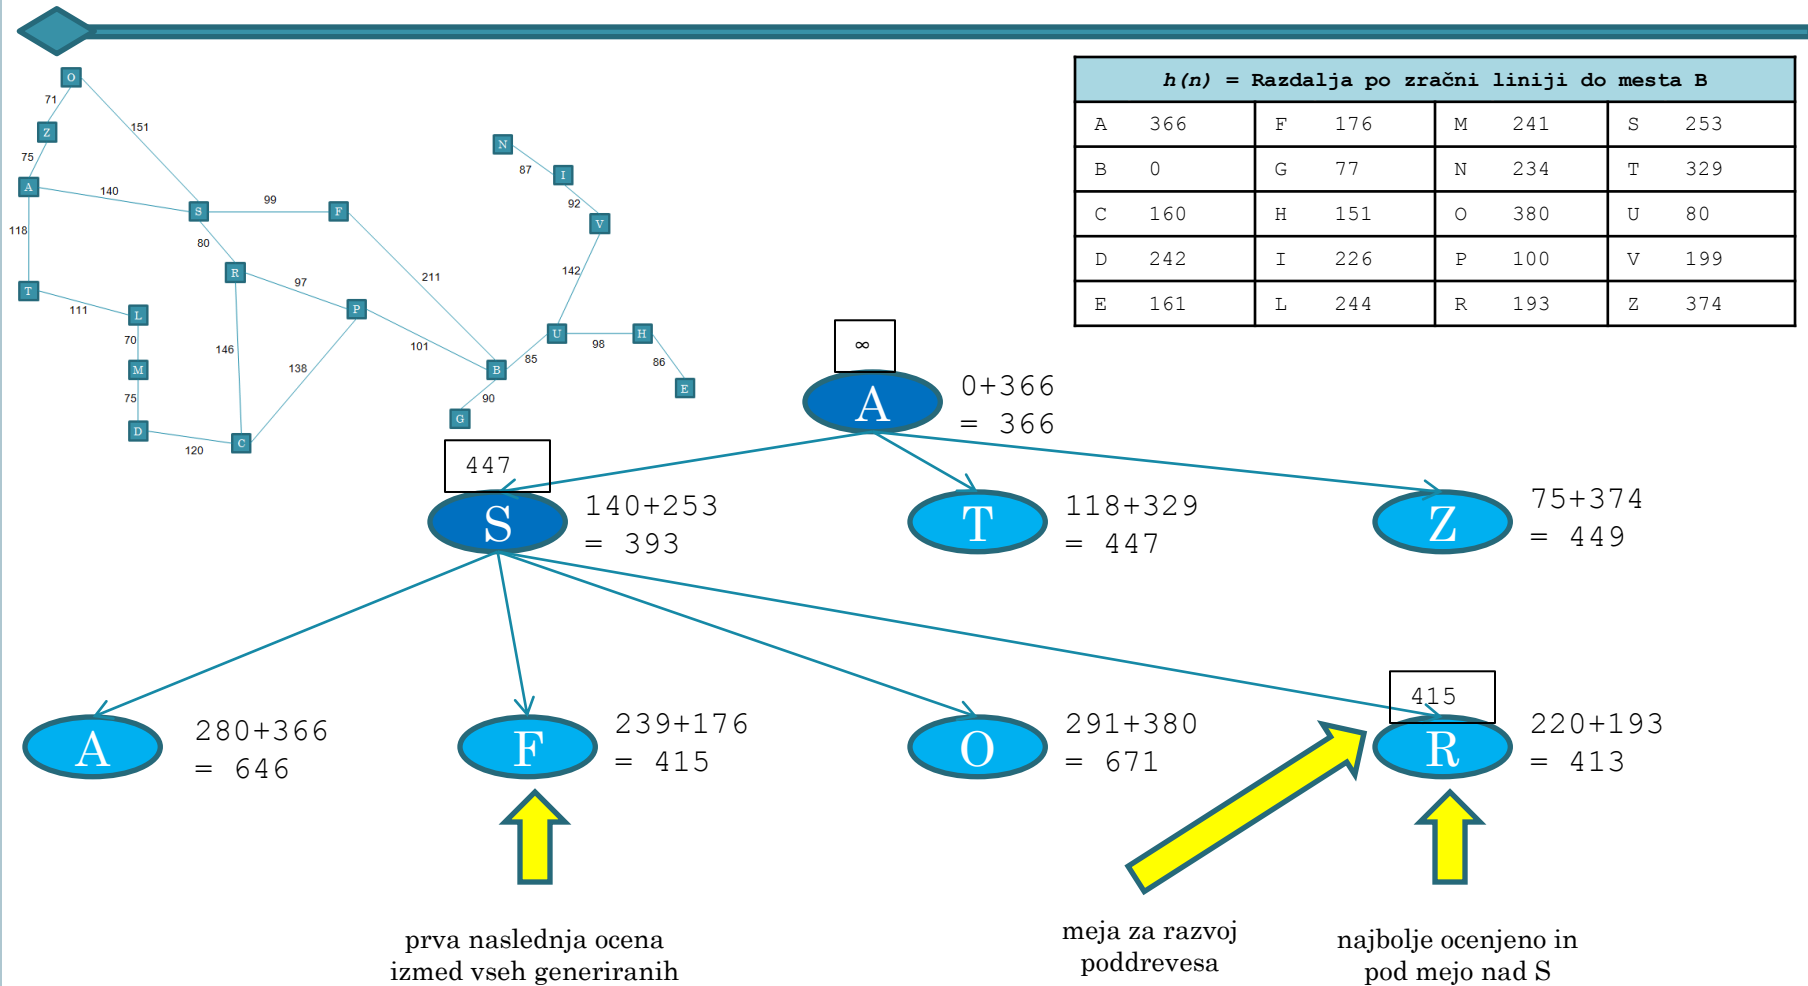 h(n) = Razdalja po zračni liniji do mesta B
A 366 F 176 M 241 S 253
B 0 G 77 N 234 T 329
C 160 H 151 O 380 U 80
D 242 I 226 P 100 V 199
E 161 L 244 R 193 Z 374
O
71
Z
151
75
A
140
S
99
F
118
80
R
97
211
T
111
L
P
70
146
101
138
M
75
D
120
C
N
87
I
92
V
142
U
98
H
86
E
85
B
90
G
∞
A
0+366
= 366
447
S
140+253
= 393
T
118+329
= 447
Z
75+374
= 449
A
280+366
= 646
F
239+176
= 415
O
291+380
= 671
415
R
220+193
= 413
prva naslednja ocena
izmed vseh generiranih
meja za razvoj
poddrevesa
najbolje ocenjeno in
pod mejo nad S